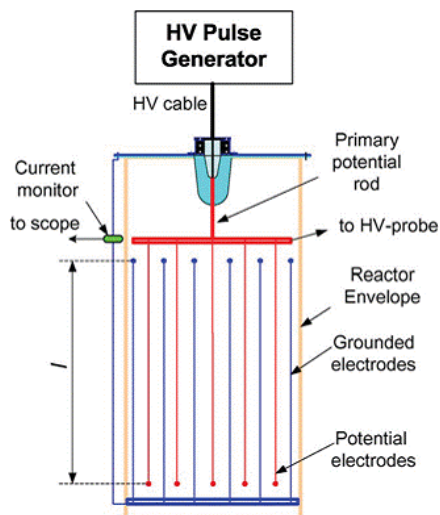 HV Pulse
Generator
HV cable
Primary
potential
rod
Current
monitor
to scope
to HV-probe
Reactor
Envelope
Grounded
electrodes
l
Potential
electrodes